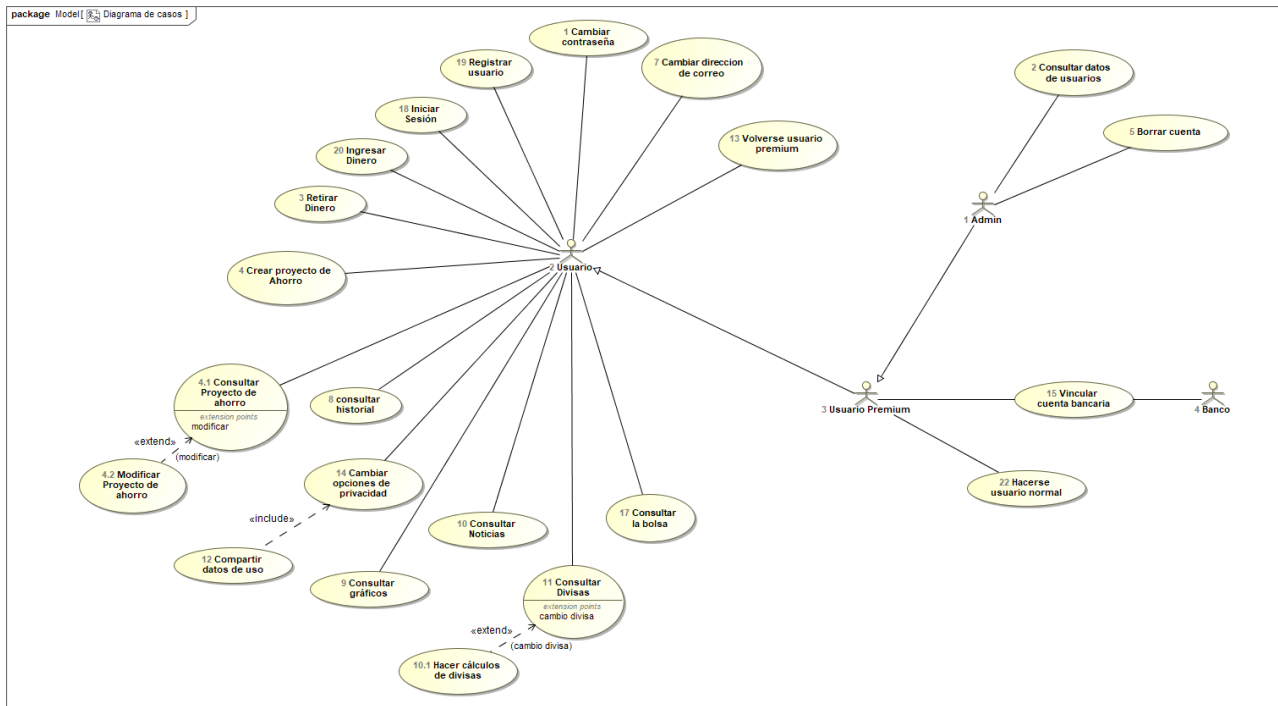 package Model[ Diagrama de casos ]
1 Cambiar
contraseña
19 Registrar
usuario
7 Cambiar direccion
de correo
2 Consultar datos
de usuarios
18 Iniciar
Sesión
5 Borrar cuenta
13 Volverse usuario
premium
20 Ingresar
Dinero
3 Retirar
Dinero
1 Admin
2 Usuario
4 Crear proyecto de
Ahorro
4.1 Consultar
Proyecto de
ahorro
extension points
modificar
8 consultar
historial
3 Usuario Premium
15 Vincular
cuenta bancaria
4 Banco
«extend»
(modificar)
4.2 Modificar
Proyecto de
ahorro
14 Cambiar
opciones de
privacidad
22 Hacerse
usuario normal
«include»
10 Consultar
Noticias
17 Consultar
la bolsa
12 Compartir
datos de uso
9 Consultar
gráficos
11 Consultar
Divisas
extension points
cambio divisa
«extend»
(cambio divisa)
10.1 Hacer cálculos
de divisas